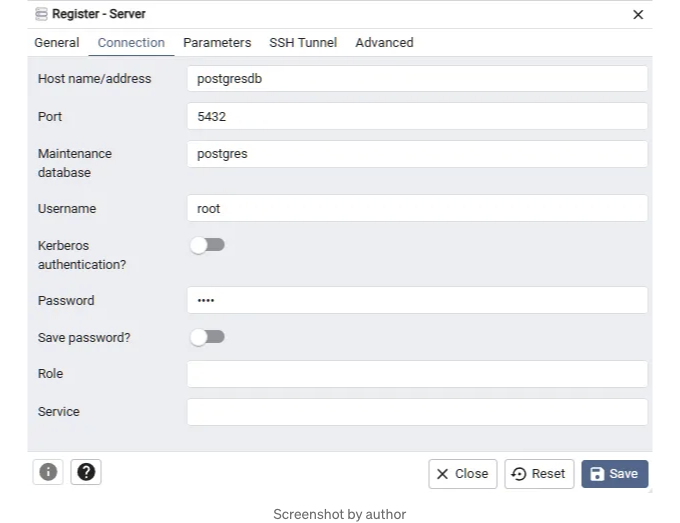 Register - Server
General Connection Parameters SSH Tunnel Advanced
Host name/address postgresdb
Port 5432
Maintenance
database postgres
Username root
Kerberos
authentication?
Password ••••
Save password?
Role
Service
Close Reset Save
Screenshot by author